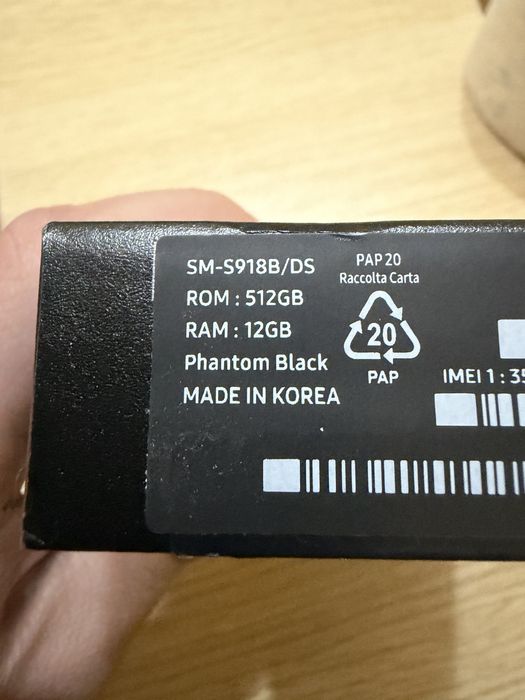 SM-S918B/DS
ROM : 512GB
RAM : 12GB
Phantom Black
MADE IN KOREA
PAP 20
Raccolta Carta
20
PAP
IMEI 1 : 35